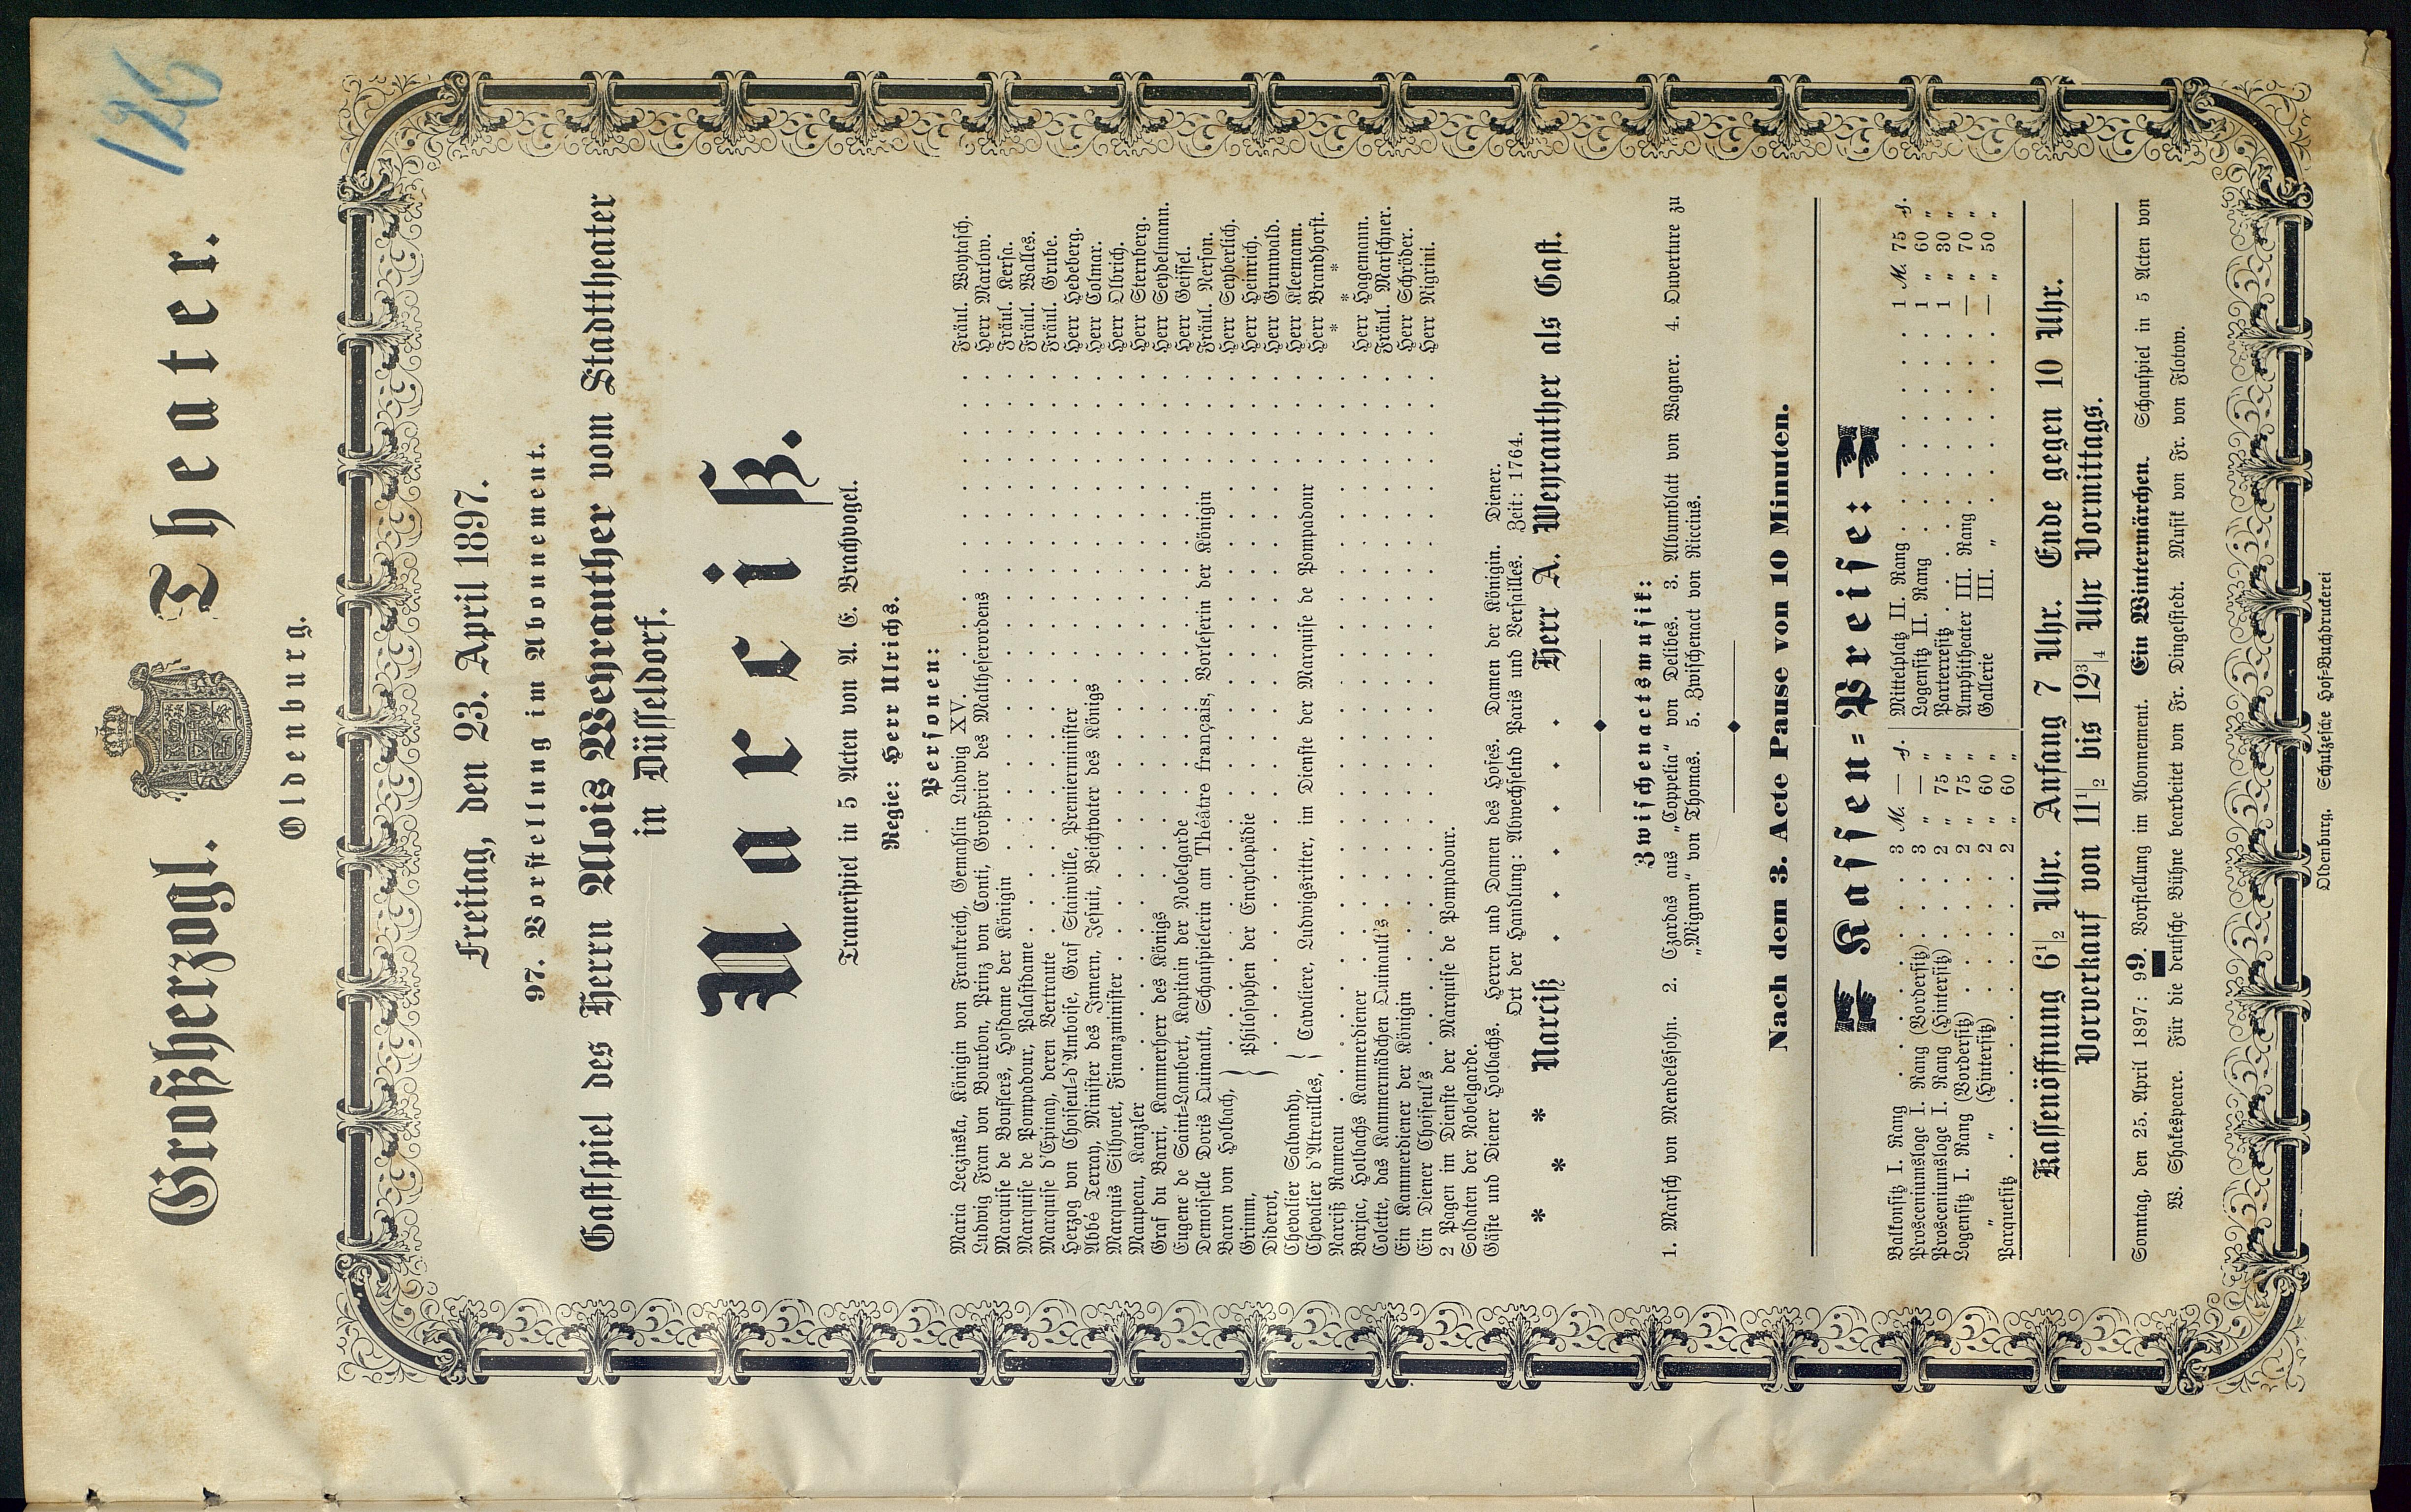 126
Großherzogl. Theater.
Oldenburg.
Freitag, den 23. April 1897.
97. Vorstellung im Abonnement.
Gastspiel des Herrn Alois Weyrauther vom Stadttheater
in Düsseldorf.
Narciß.
Trauerspiel in 5 Acten von A. E. Brachvogel.
Regie: Herr Ulrichs.
Personen:
Maria Leczinska, Königin von Frankreich, Gemahlin Ludwig XV. . . . Fräul. Woytasch.
Ludwig Fran von Bourbon, Prinz von Conti, Großprior des Maltheserordens . . . Herr Marlow.
Marquise de Bouflers, Hofdame der Königin . . . Fräul. Kersa.
Marquise de Pompadour, Palastdame . . . Fräul. Walles.
Marquise d'Epinay, deren Vertraute . . . Fräul. Grube.
Herzog von Choiseul-d'Amboise, Graf Stainville, Premierminister . . . Herr Hedeberg.
Abbé Terray, Minister des Innern, Jesuit, Beichtvater des Königs . . . Herr Colmar.
Marquis Silhouet, Finanzminister . . . Herr Olbrich.
Maupeau, Kanzler . . . Herr Sternberg.
Graf du Barri, Kammerherr des Königs . . . Herr Seydelmann.
Eugene de Saint-Lambert, Kapitain der Nobelgarde . . . Herr Geissel.
Demoiselle Doris Quinault, Schauspielerin am Théâtre français, Vorleserin der Königin . . . Fräul. Nerson.
Baron von Holbach, } . . . Herr Seyberlich.
Grimm, } Philosophen der Encyclopädie . . . Herr Heinrich.
Diderot, . . . Herr Grunwald.
Chevalier Salvandy, } Cavaliere, Ludwigsritter, im Dienste der Marquise de Pompadour . . . Herr Kleemann.
Chevalier d'Atreuilles, } . . . Herr Brandhorst.
Narciß Rameau . . . * * *
Barjac, Holbachs Kammerdiener . . . Herr Hagemann.
Colette, das Kammermädchen Quinault's . . . Fräul. Marschner.
Ein Kammerdiener der Königin . . . Herr Schröder.
Ein Diener Choiseul's . . . Herr Nigrini.
2 Pagen im Dienste der Marquise de Pompadour.
Soldaten der Nobelgarde.
Gäste und Diener Holbachs. Herren und Damen des Hofes. Damen der Königin. Diener.
Ort der Handlung: Abwechselnd Paris und Versailles. Zeit: 1764.
* * * Narciß . . . . . . Herr A. Weyrauther als Gast.
Zwischenactsmusik:
1. Marsch von Mendelssohn. 2. Czardas aus „Coppelia“ von Delibes. 3. Albumblatt von Wagner. 4. Ouverture zu
„Mignon“ von Thomas. 5. Zwischenact von Riccius.
Nach dem 3. Acte Pause von 10 Minuten.
Kassen-Preise:
Balkonsitz I. Rang . . . 3 M. — ₰.
Prosceniumsloge I. Rang (Vordersitz) . . . 3 „ — „
Prosceniumsloge I. Rang (Hintersitz) . . . 2 „ 75 „
Logensitz I. Rang (Vordersitz) . . . 2 „ 75 „
„ „ (Hintersitz) . . . 2 „ 60 „
Parquetsitz . . . 2 „ 60 „
Mittelplatz II. Rang . . . 1 M. 75 ₰.
Logensitz II. Rang . . . 1 „ 60 „
Parterresitz . . . 1 „ 30 „
Amphitheater III. Rang . . . — „ 70 „
Gallerie III. „ . . . — „ 50 „
Kassenöffnung 6 1/2 Uhr. Anfang 7 Uhr. Ende gegen 10 Uhr.
Vorverkauf von 11 1/2 bis 12 3/4 Uhr Vormittags.
Sonntag, den 25. April 1897: 99. Vorstellung im Abonnement. Ein Wintermärchen. Schauspiel in 5 Acten von
W. Shakespeare. Für die deutsche Bühne bearbeitet von Fr. Dingelstedt. Musik von Fr. von Flotow.
Oldenburg. Schulzesche Hof-Buchdruckerei